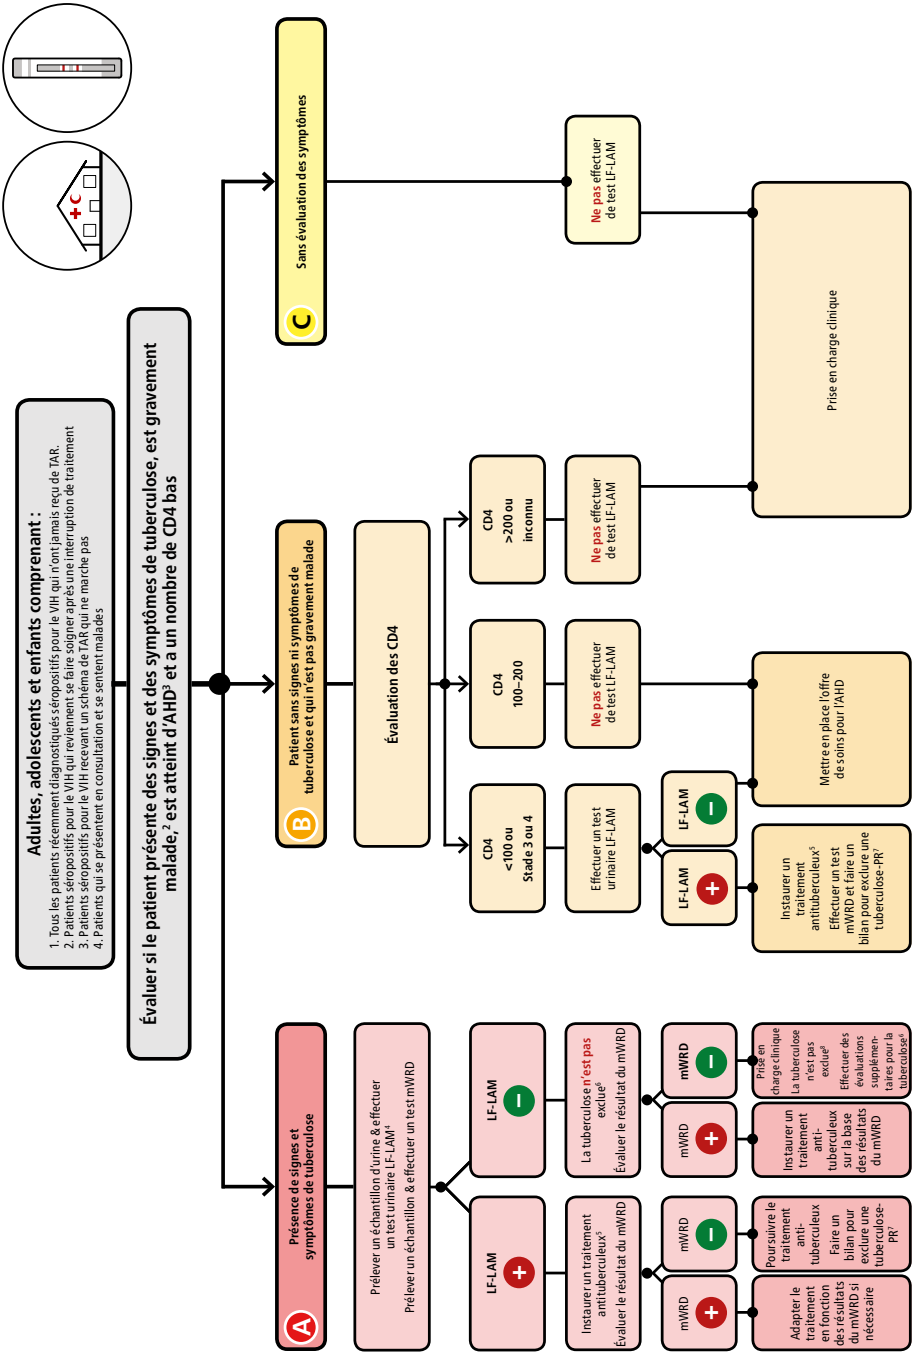 Adultes, adolescents et enfants comprenant :
1. Tous les patients récemment diagnostiqués séropositifs pour le VIH qui n'ont jamais reçu de TAR.
2. Patients séropositifs pour le VIH qui reviennent se faire soigner après une interruption de traitement
3. Patients séropositifs pour le VIH recevant un schéma de TAR qui ne marche pas
4. Patients qui se présentent en consultation et se sentent malades
Évaluer si le patient présente des signes et des symptômes de tuberculose, est gravement
malade,² est atteint d'AHD³ et a un nombre de CD4 bas
A
Présence de signes et
symptômes de tuberculose
Prélever un échantillon d'urine & effectuer
un test urinaire LF-LAM⁴
Prélever un échantillon & effectuer un test mWRD
LF-LAM
+
Instaurer un traitement
antituberculeux⁵
Évaluer le résultat du mWRD
mWRD
+
Adapter le
traitement
en fonction
des résultats
du mWRD si
nécessaire
mWRD
−
Poursuivre le
traitement
anti-
tuberculeux
Faire un
bilan pour
exclure une
tuberculose-
PR⁷
LF-LAM
−
La tuberculose n'est pas
exclue⁶
Évaluer le résultat du mWRD
mWRD
+
Instaurer un
traitement
anti-
tuberculeux
sur la base
des résultats
du mWRD
mWRD
−
Prise en
charge clinique
La tuberculose
n'est pas
exclue⁸
Effectuer des
évaluations
supplémen-
taires pour la
tuberculose⁶
B
Patient sans signes ni symptômes de
tuberculose et qui n'est pas gravement malade
Évaluation des CD4
CD4
<100 ou
Stade 3 ou 4
Effectuer un test
urinaire LF-LAM
LF-LAM
+
Instaurer un
traitement
antituberculeux⁵
Effectuer un test
mWRD et faire un
bilan pour exclure une
tuberculose-PR⁷
LF-LAM
−
CD4
100–200
Ne pas effectuer
de test LF-LAM
Mettre en place l'offre
de soins pour l'AHD
CD4
>200 ou
inconnu
Ne pas effectuer
de test LF-LAM
C
Sans évaluation des symptômes
Ne pas effectuer
de test LF-LAM
Prise en charge clinique